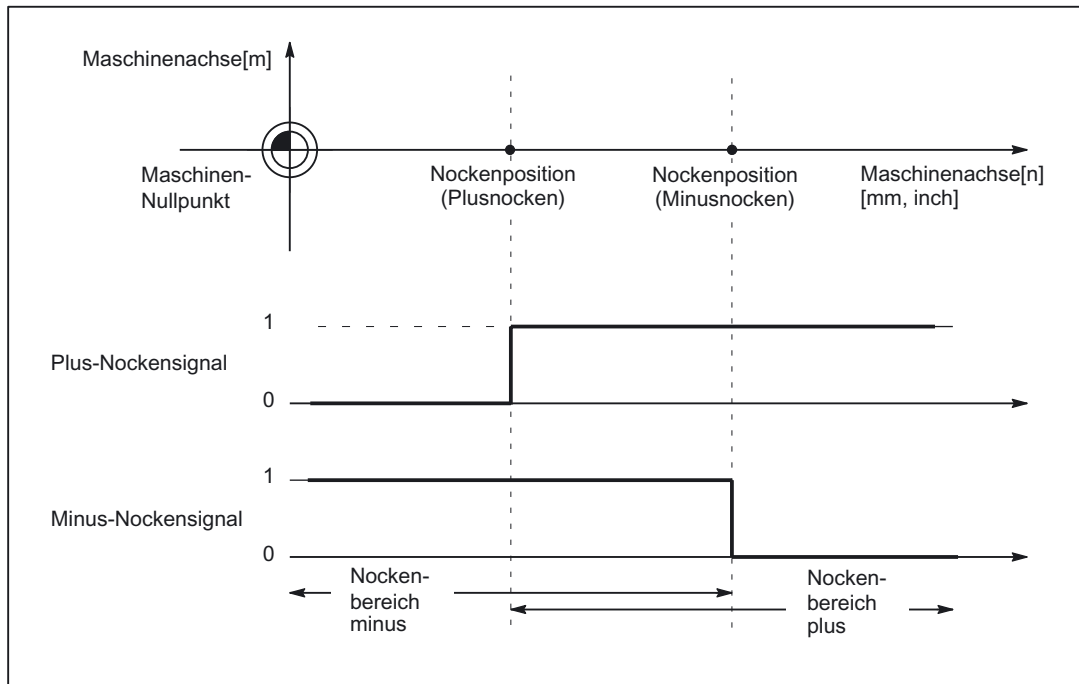 Maschinenachse[m]
Maschinen-
Nullpunkt
Nockenposition
(Plusnocken)
Nockenposition
(Minusnocken)
Maschinenachse[n]
[mm, inch]
1
Plus-Nockensignal
0
1
Minus-Nockensignal
0
Nocken-
bereich
minus
Nocken-
bereich
plus